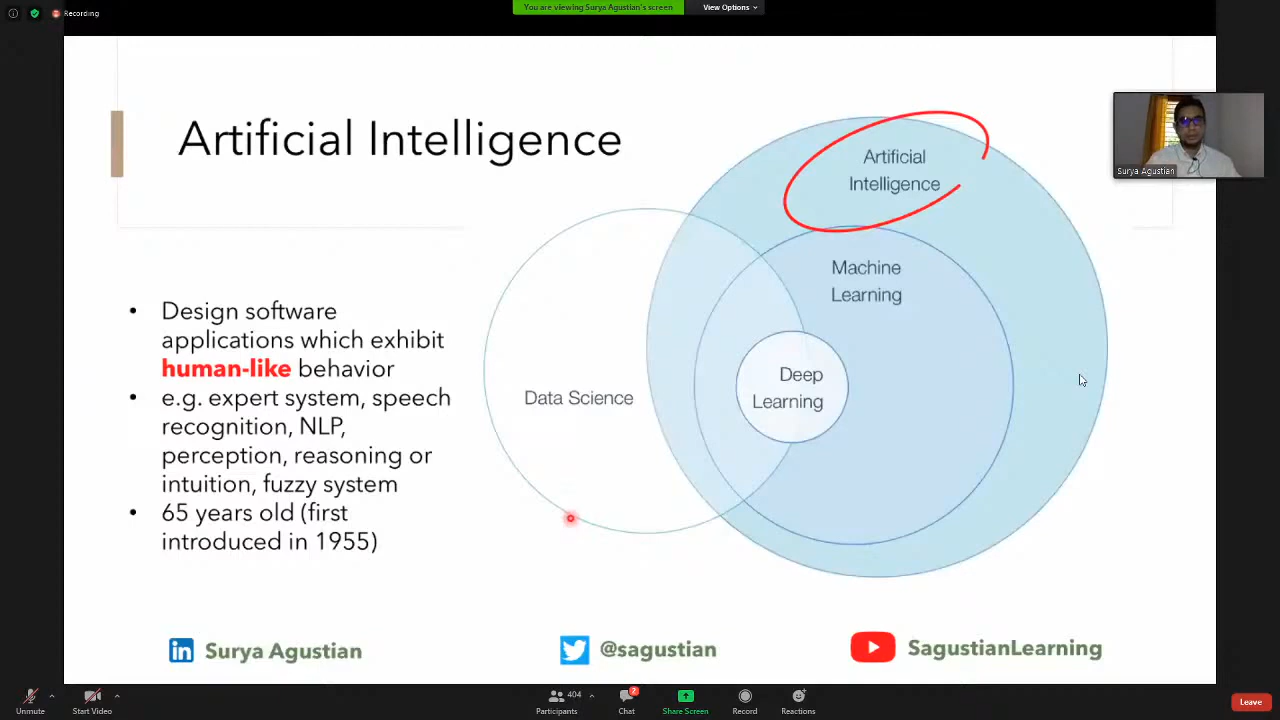 Recording
You are viewing Surya Agustian's screen
View Options
Artificial Intelligence
Artificial
Intelligence
Surya Agustian
Machine
Learning
Deep
Learning
Data Science
• Design software
applications which exhibit
human-like behavior
• e.g. expert system, speech
recognition, NLP,
perception, reasoning or
intuition, fuzzy system
• 65 years old (first
introduced in 1955)
in Surya Agustian
@sagustian
SagustianLearning
Unmute
Start Video
404
Participants
2
Chat
Share Screen
Record
Reactions
Leave